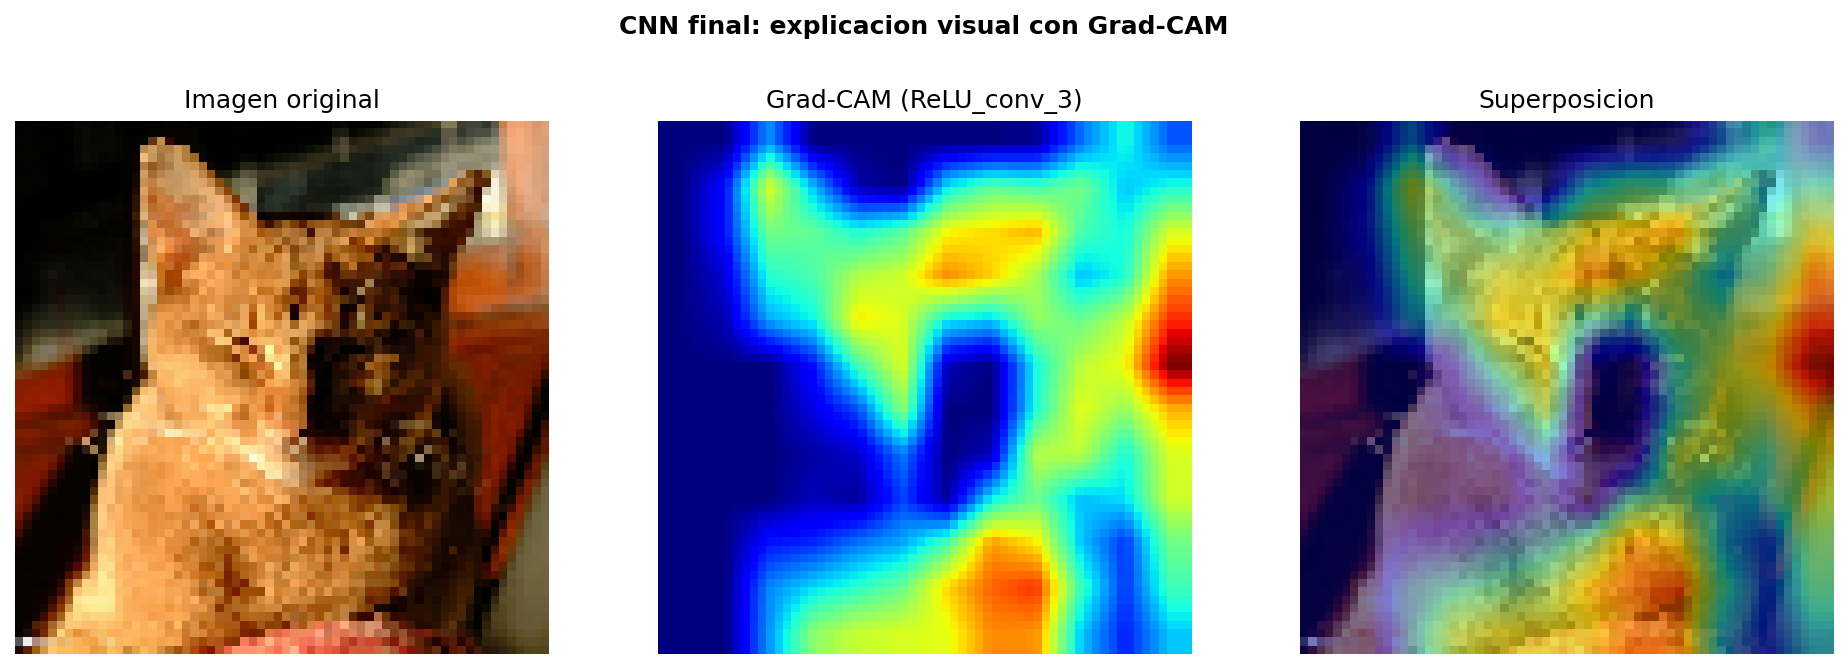 CNN final: explicacion visual con Grad-CAM
Imagen original
Grad-CAM (ReLU_conv_3)
Superposicion